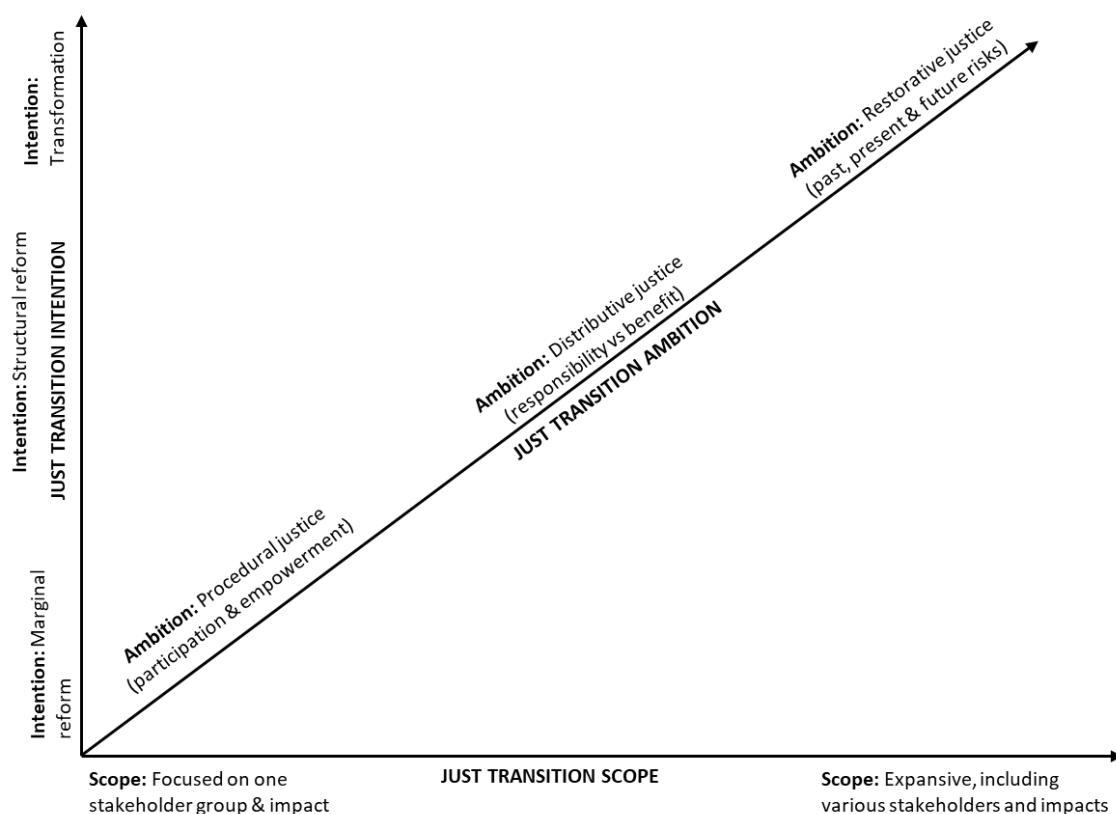 Intention:
Transformation
Intention: Structural reform
JUST TRANSITION INTENTION
Intention: Marginal
reform
Ambition: Restorative justice
(past, present & future risks)
Ambition: Distributive justice
(responsibility vs benefit)
JUST TRANSITION AMBITION
Ambition: Procedural justice
(participation & empowerment)
Scope: Focused on one
stakeholder group & impact
JUST TRANSITION SCOPE
Scope: Expansive, including
various stakeholders and impacts